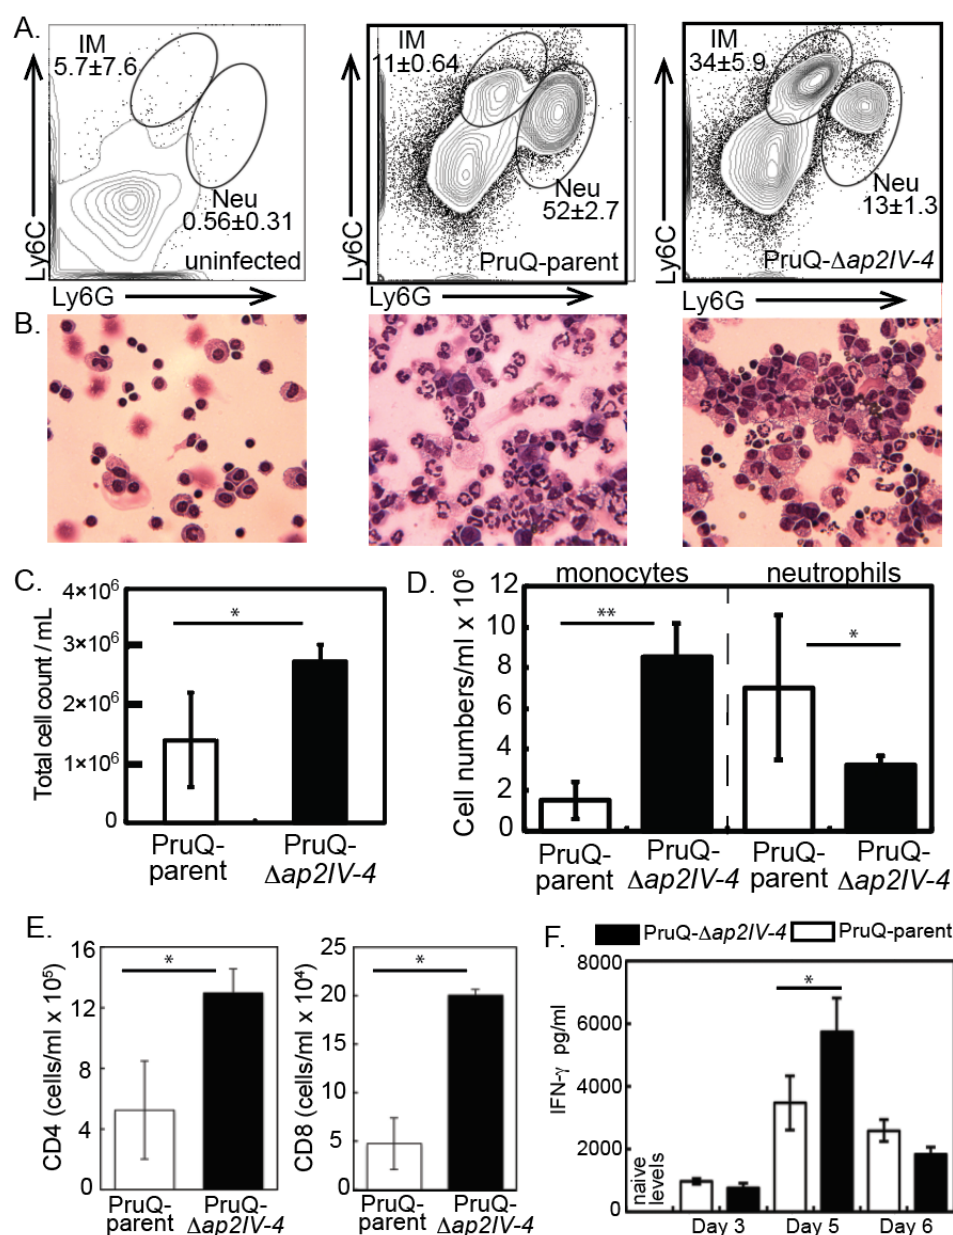 A.
IM
5.7±7.6
Neu
0.56±0.31
uninfected
Ly6C
Ly6G
IM
11±0.64
Neu
52±2.7
PruQ-parent
Ly6C
Ly6G
IM
34±5.9
Neu
13±1.3
PruQ-Δap2IV-4
Ly6C
Ly6G
B.
C.
Total cell count / mL
4×10⁶
3×10⁶
2×10⁶
1×10⁶
0
*
PruQ-
parent
PruQ-
Δap2IV-4
D.
monocytes
neutrophils
Cell numbers/ml x 10⁶
12
10
8
6
4
2
0
**
*
PruQ-
parent
PruQ-
Δap2IV-4
PruQ-
parent
PruQ-
Δap2IV-4
E.
CD4 (cells/ml x 10⁵)
16
12
8
4
0
*
PruQ-
parent
PruQ-
Δap2IV-4
CD8 (cells/ml x 10⁴)
25
20
15
10
5
0
*
PruQ-
parent
PruQ-
Δap2IV-4
F.
PruQ-Δap2IV-4
PruQ-parent
IFN-γ pg/ml
8000
6000
4000
2000
0
*
naive
levels
Day 3
Day 5
Day 6